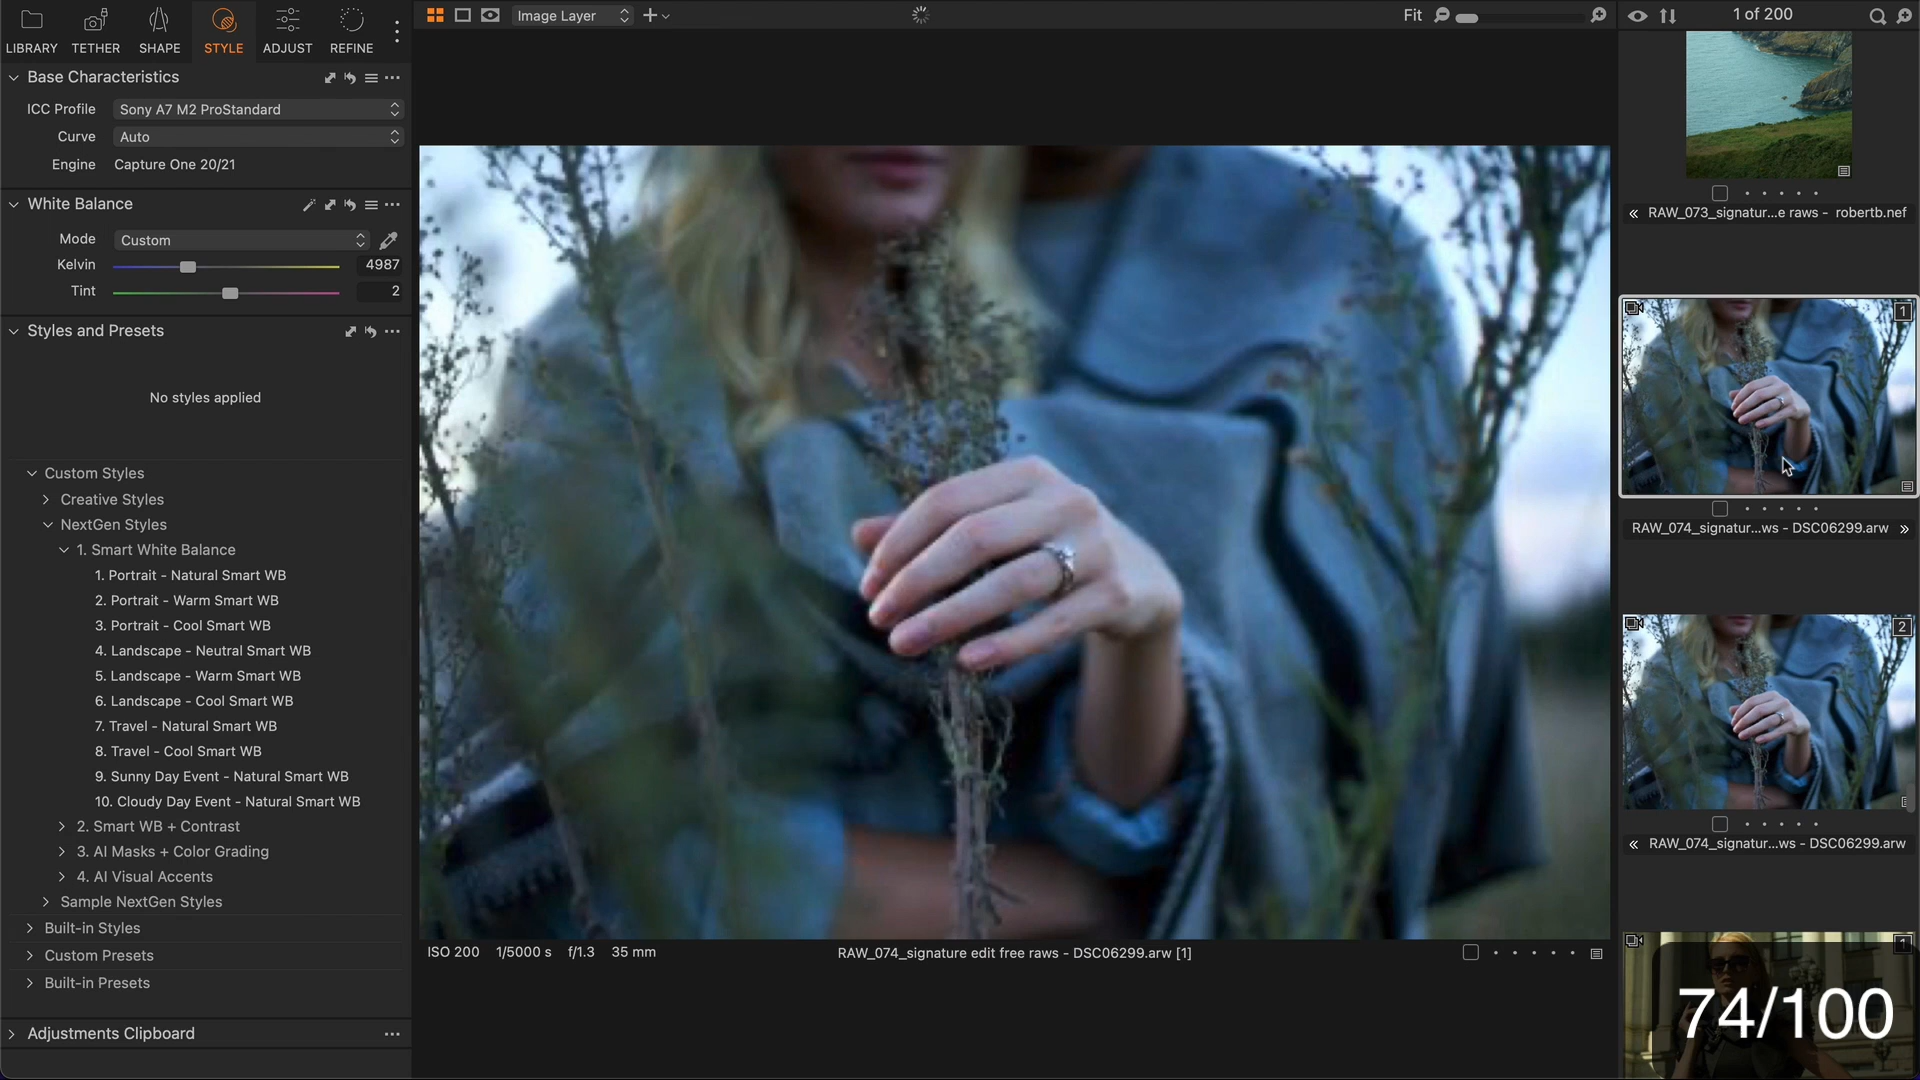 LIBRARY
TETHER
SHAPE
STYLE
ADJUST
REFINE
Image Layer
Fit
1 of 200
Base Characteristics
ICC Profile
Sony A7 M2 ProStandard
Curve
Auto
Engine
Capture One 20/21
White Balance
Mode
Custom
Kelvin
4987
Tint
2
Styles and Presets
No styles applied
Custom Styles
Creative Styles
NextGen Styles
1. Smart White Balance
1. Portrait - Natural Smart WB
2. Portrait - Warm Smart WB
3. Portrait - Cool Smart WB
4. Landscape - Neutral Smart WB
5. Landscape - Warm Smart WB
6. Landscape - Cool Smart WB
7. Travel - Natural Smart WB
8. Travel - Cool Smart WB
9. Sunny Day Event - Natural Smart WB
10. Cloudy Day Event - Natural Smart WB
2. Smart WB + Contrast
3. AI Masks + Color Grading
4. AI Visual Accents
Sample NextGen Styles
Built-in Styles
Custom Presets
Built-in Presets
Adjustments Clipboard
ISO 200 1/5000 s f/1.3 35 mm
RAW_074_signature edit free raws - DSC06299.arw [1]
RAW_073_signatur...e raws - robertb.nef
1
RAW_074_signatur...ws - DSC06299.arw
2
RAW_074_signatur...ws - DSC06299.arw
1
74/100